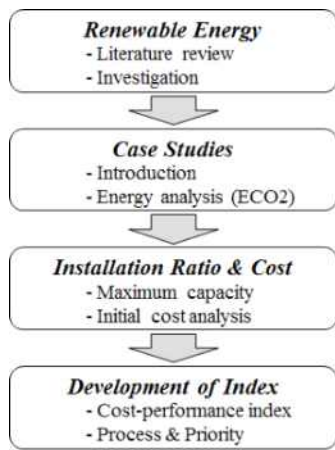 Renewable Energy
- Literature review
- Investigation
Case Studies
- Introduction
- Energy analysis (ECO2)
Installation Ratio & Cost
- Maximum capacity
- Initial cost analysis
Development of Index
- Cost-performance index
- Process & Priority